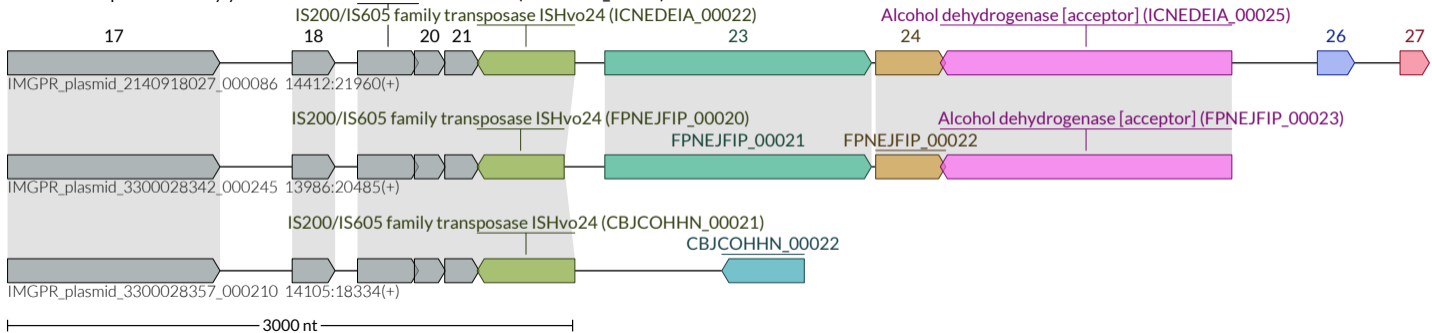 IS200/IS605 family transposase ISHvo24 (ICNEDEIA_00022)
Alcohol dehydrogenase [acceptor] (ICNEDEIA_00025)
17 18 20 21 23 24 26 27
IMGPR_plasmid_2140918027_000086 14412:21960(+)
IS200/IS605 family transposase ISHvo24 (FPNEJFIP_00020)
Alcohol dehydrogenase [acceptor] (FPNEJFIP_00023)
FPNEJFIP_00021 FPNEJFIP_00022
IMGPR_plasmid_3300028342_000245 13986:20485(+)
IS200/IS605 family transposase ISHvo24 (CBJCOHHN_00021)
CBJCOHHN_00022
IMGPR_plasmid_3300028357_000210 14105:18334(+)
3000 nt